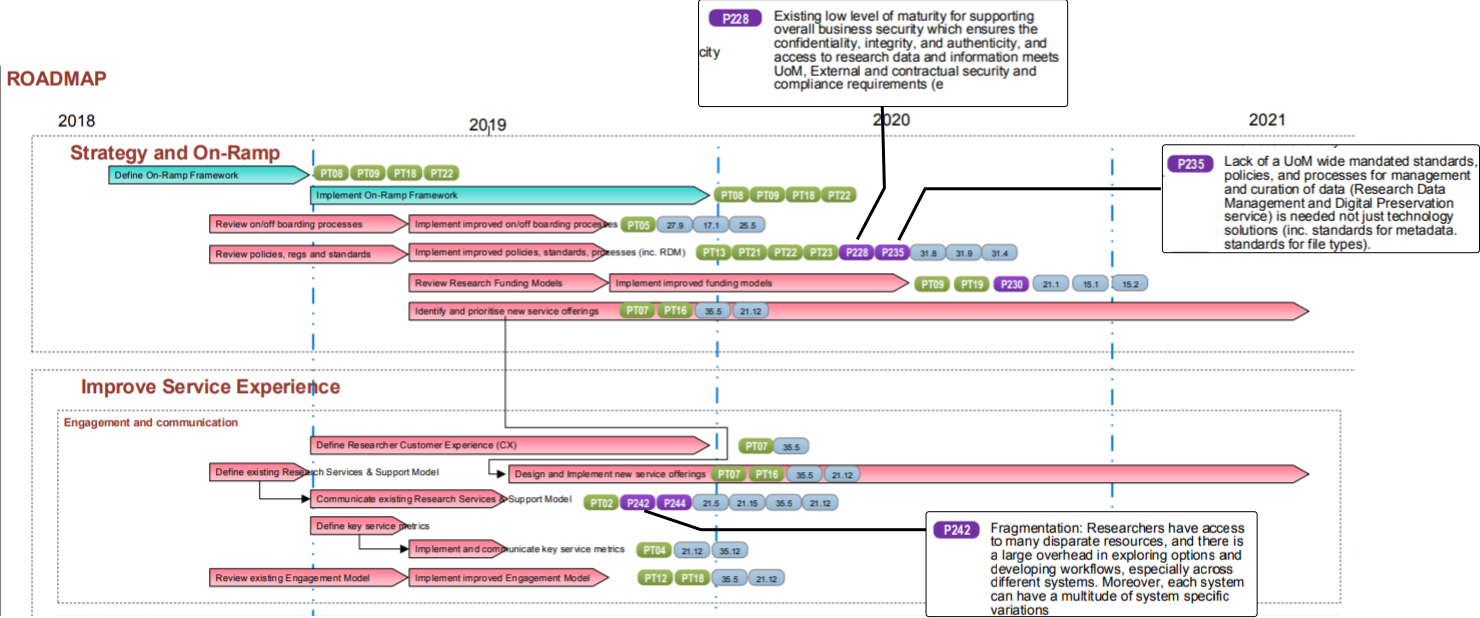 P228 Existing low level of maturity for supporting
overall business security which ensures the
confidentiality, integrity, and authenticity, and
city access to research data and information meets
UoM, External and contractual security and
compliance requirements (e
ROADMAP
2018 2019 2020 2021
Strategy and On-Ramp
P235 Lack of a UoM wide mandated standards,
policies, and processes for management
and curation of data (Research Data
Management and Digital Preservation
service) is needed not just technology
solutions (inc. standards for metadata.
standards for file types).
Define On-Ramp Framework PT08 PT09 PT18 PT22
Implement On-Ramp Framework PT08 PT09 PT18 PT22
Review on/off boarding processes Implement improved on/off boarding processes PT05 27.9 17.1 25.5
Review policies, regs and standards Implement improved policies, standards, processes (inc. RDM) PT13 PT21 PT22 PT23 P228 P235 31.8 31.9 31.4
Review Research Funding Models Implement improved funding models PT09 PT19 P230 21.1 15.1 15.2
Identify and prioritise new service offerings PT07 PT16 35.5 21.12
Improve Service Experience
Engagement and communication
Define Researcher Customer Experience (CX) PT07 35.5
Define existing Research Services & Support Model Design and Implement new service offerings PT07 PT16 35.5 21.12
Communicate existing Research Services & Support Model PT02 P242 P244 21.5 21.15 35.5 21.12
Define key service metrics
Implement and communicate key service metrics PT04 21.12 35.12
Review existing Engagement Model Implement improved Engagement Model PT12 PT18 35.5 21.12
P242 Fragmentation: Researchers have access
to many disparate resources, and there is
a large overhead in exploring options and
developing workflows, especially across
different systems. Moreover, each system
can have a multitude of system specific
variations